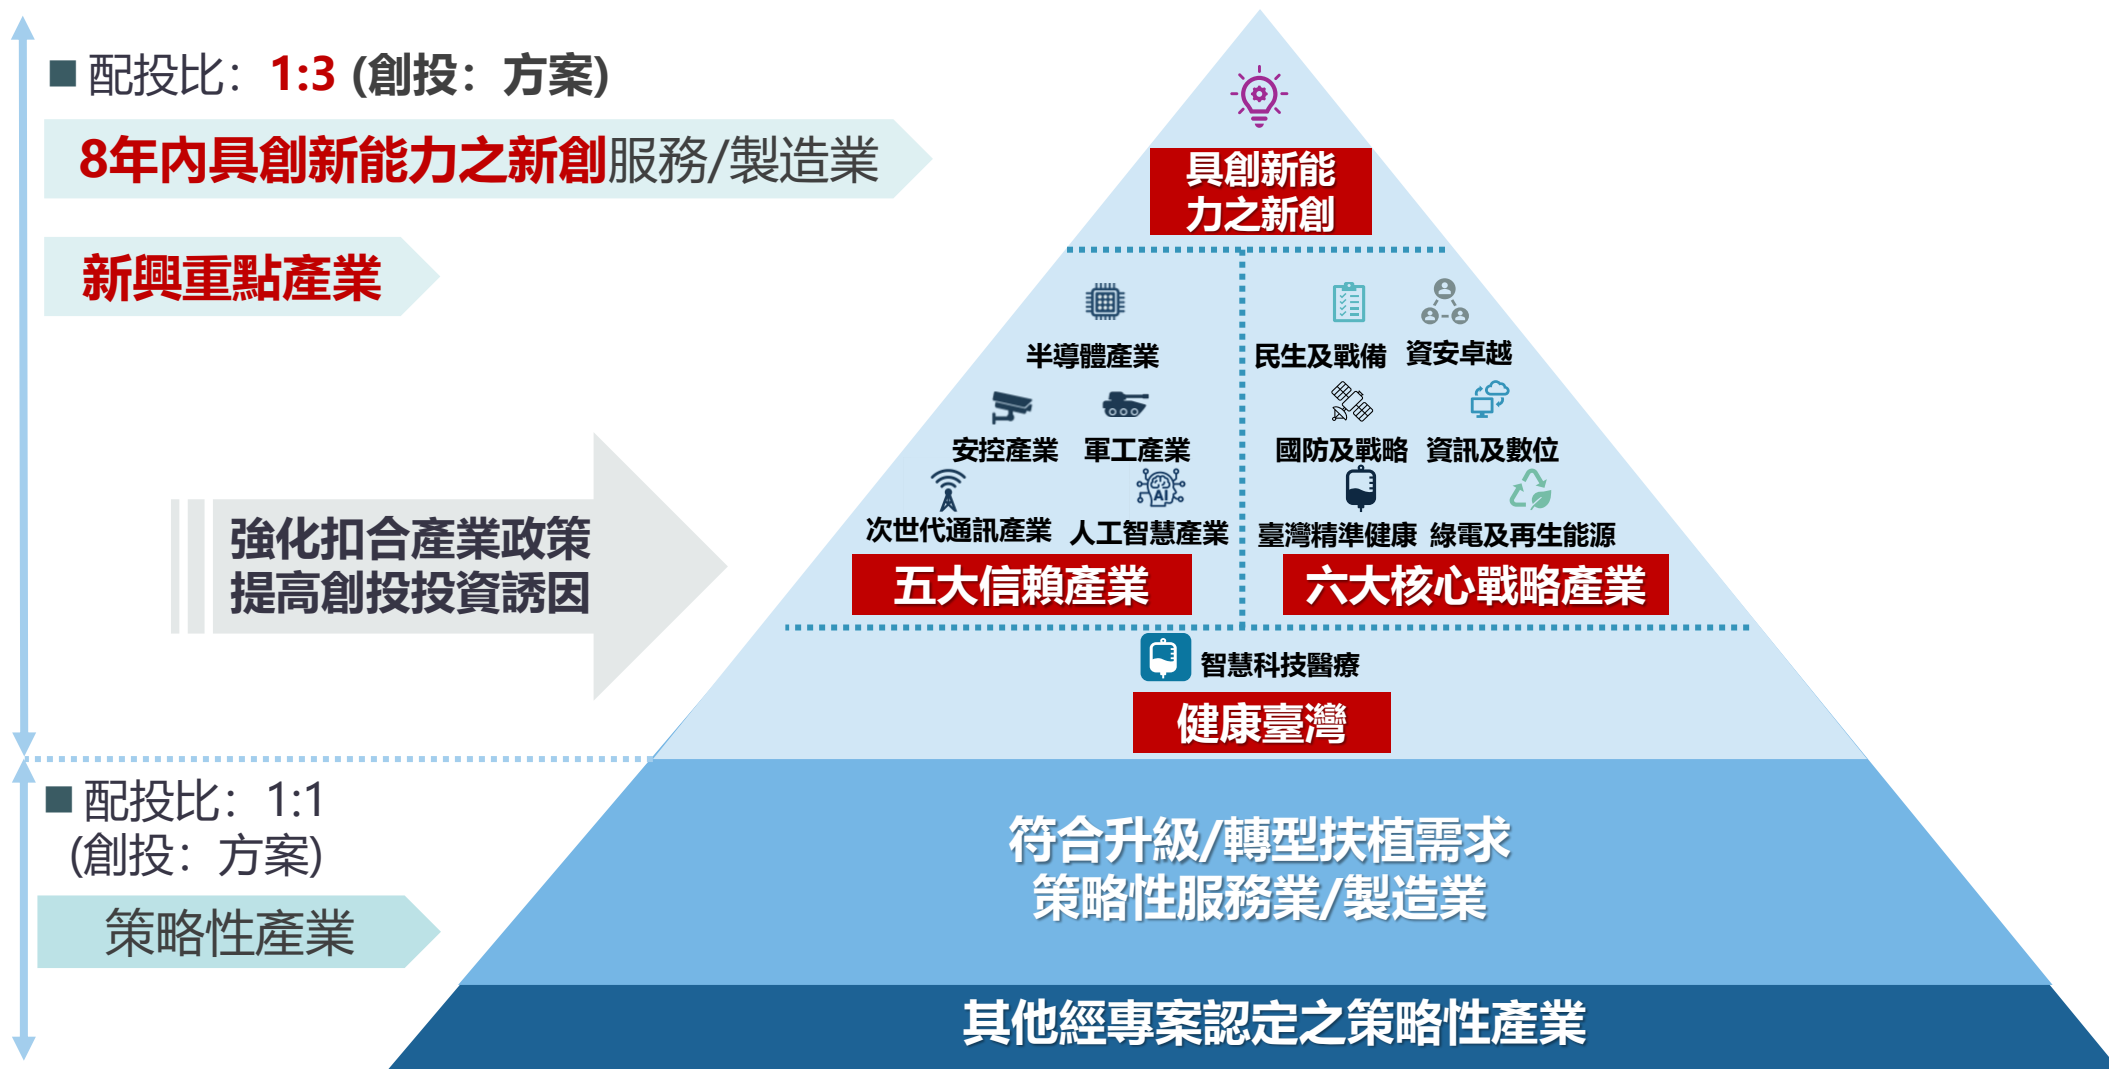 配投比：1:3 (創投：方案)
8年內具創新能力之新創服務/製造業
新興重點產業
強化扣合產業政策
提高創投投資誘因
配投比：1:1
(創投：方案)
策略性產業
具創新能
力之新創
半導體產業
安控產業 軍工產業
次世代通訊產業 人工智慧產業
五大信賴產業
民生及戰備 資安卓越
國防及戰略 資訊及數位
臺灣精準健康 綠電及再生能源
六大核心戰略產業
智慧科技醫療
健康臺灣
符合升級/轉型扶植需求
策略性服務業/製造業
其他經專案認定之策略性產業
AI